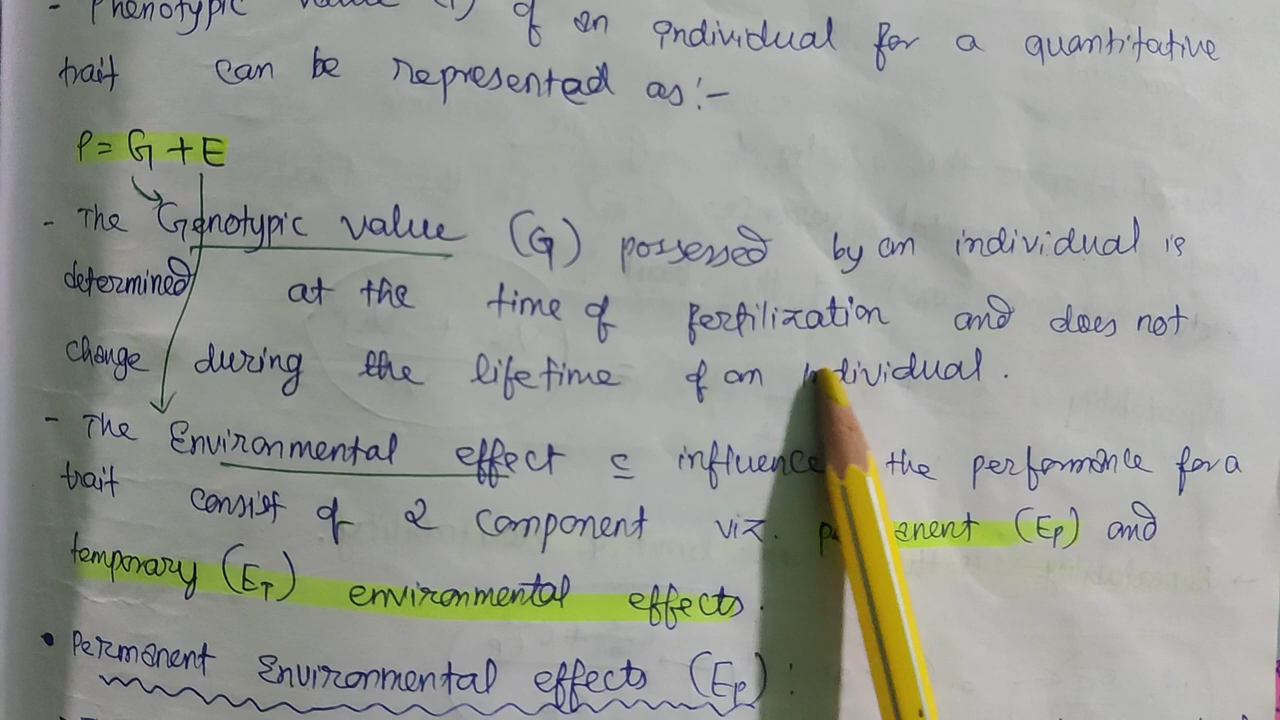 - Phenotypic value (P) of an individual for a quantitative
trait can be represented as:-
P = G + E
- The Genotypic value (G) possessed by an individual is
determined at the time of fertilization and does not
change during the lifetime of an individual.
- The Environmental effect c influence the performance for a
trait consist of 2 component viz. permanent (Ep) and
temporary (ET) environmental effects.
• Permanent Environmental effects (Ep):